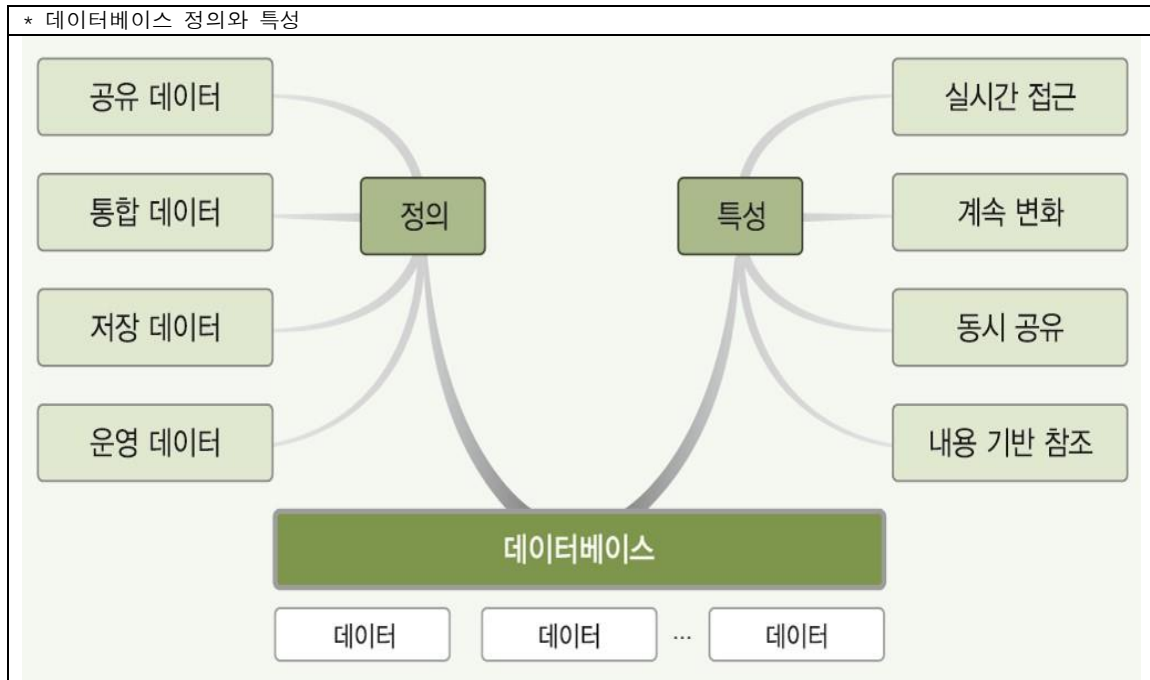 * 데이터베이스 정의와 특성
공유 데이터
통합 데이터
저장 데이터
운영 데이터
정의
특성
실시간 접근
계속 변화
동시 공유
내용 기반 참조
데이터베이스
데이터 데이터 ... 데이터